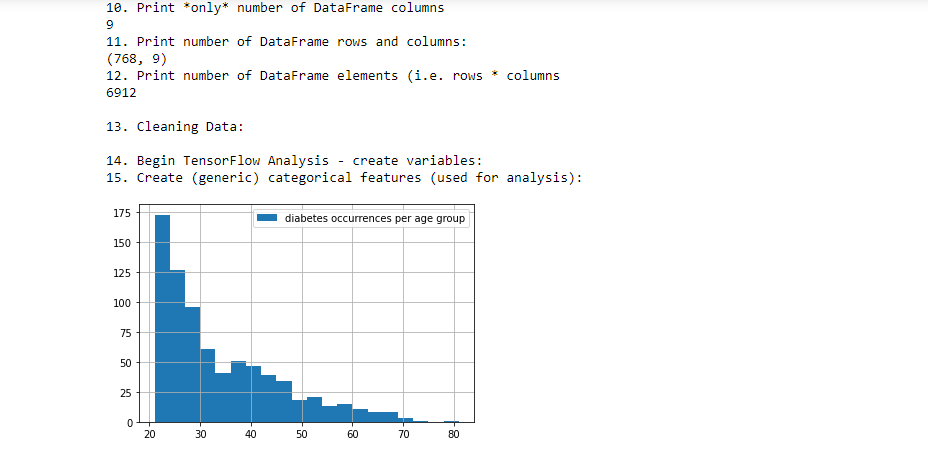 10. Print *only* number of DataFrame columns
9
11. Print number of DataFrame rows and columns:
(768, 9)
12. Print number of DataFrame elements (i.e. rows * columns
6912
13. Cleaning Data:
14. Begin TensorFlow Analysis - create variables:
15. Create (generic) categorical features (used for analysis):
diabetes occurrences per age group
175
150
125
100
75
50
25
0
20 30 40 50 60 70 80